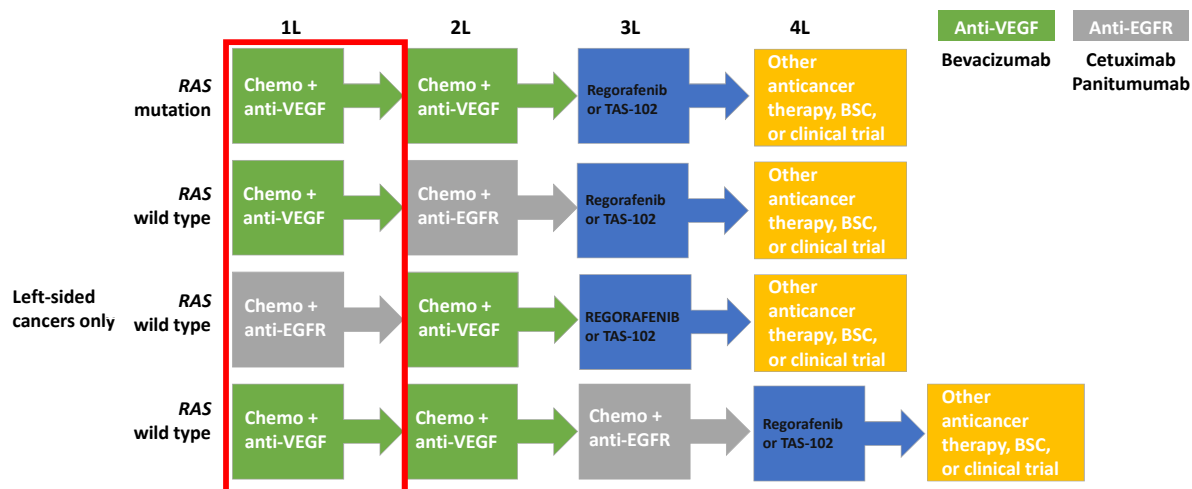 1L
2L
3L
4L
Anti-VEGF
Anti-EGFR
Bevacizumab
Cetuximab
Panitumumab
RAS
mutation
Chemo +
anti-VEGF
Chemo +
anti-VEGF
Regorafenib
or TAS-102
Other
anticancer
therapy, BSC,
or clinical trial
RAS
wild type
Chemo +
anti-VEGF
Chemo +
anti-EGFR
Regorafenib
or TAS-102
Other
anticancer
therapy, BSC,
or clinical trial
Left-sided
cancers only
RAS
wild type
Chemo +
anti-EGFR
Chemo +
anti-VEGF
REGORAFENIB
or TAS-102
Other
anticancer
therapy, BSC,
or clinical trial
RAS
wild type
Chemo +
anti-VEGF
Chemo +
anti-VEGF
Chemo +
anti-EGFR
Regorafenib
or TAS-102
Other
anticancer
therapy, BSC,
or clinical trial